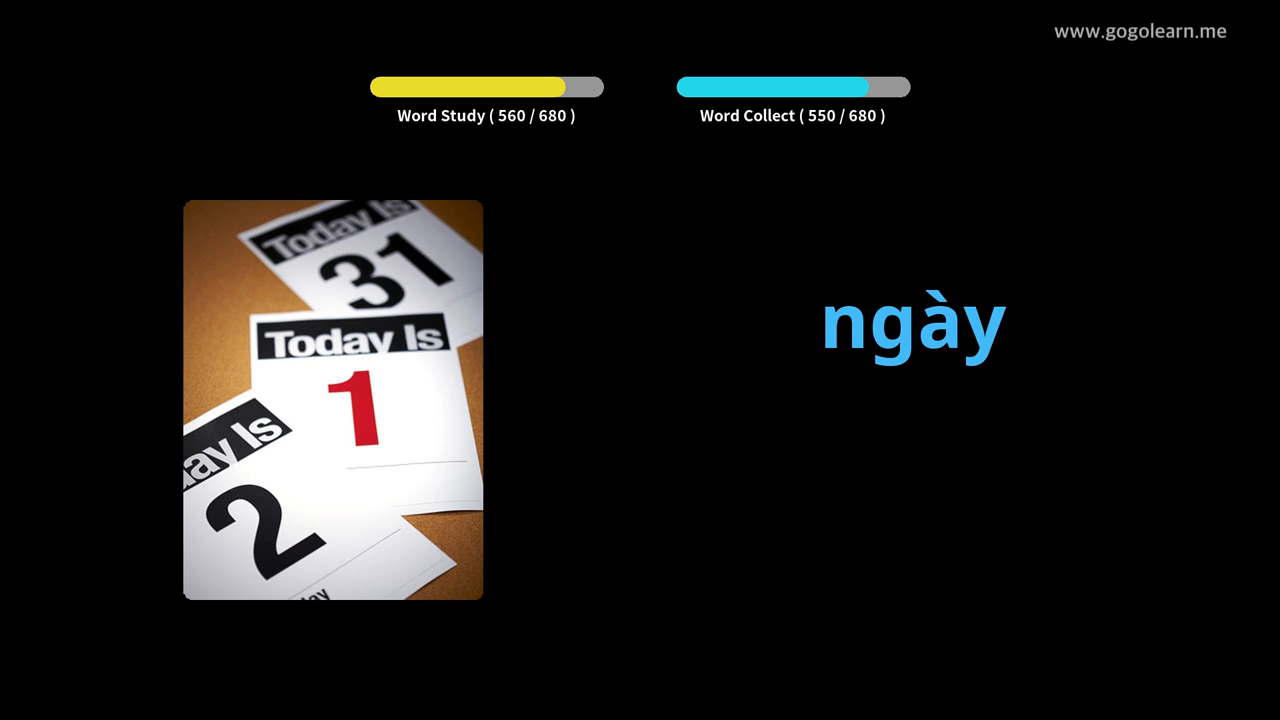 www.gogolearn.me
Word Study ( 560 / 680 )
Word Collect ( 550 / 680 )
Today Is
31
Today Is
1
ay Is
2
ay
ngày